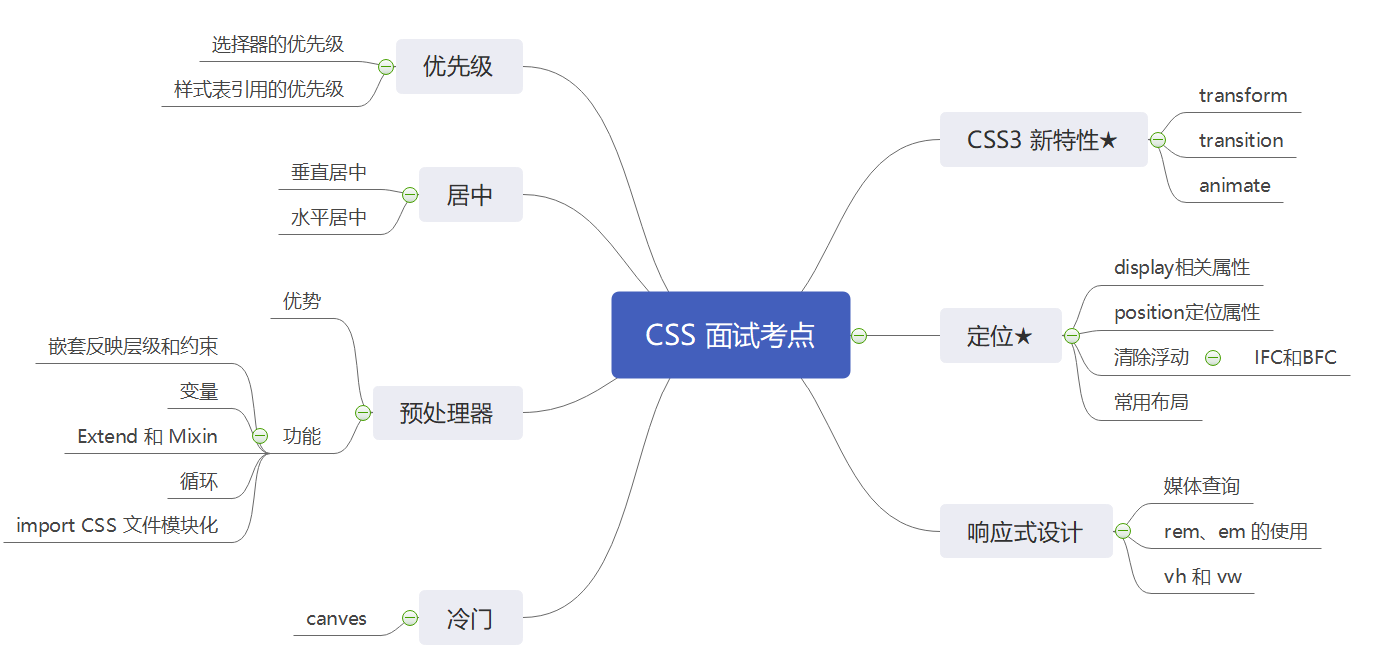 CSS 面试考点
优先级
选择器的优先级
样式表引用的优先级
居中
垂直居中
水平居中
预处理器
优势
功能
嵌套反映层级和约束
变量
Extend 和 Mixin
循环
import CSS 文件模块化
冷门
canves
CSS3 新特性★
transform
transition
animate
定位★
display相关属性
position定位属性
清除浮动
IFC和BFC
常用布局
响应式设计
媒体查询
rem、em 的使用
vh 和 vw